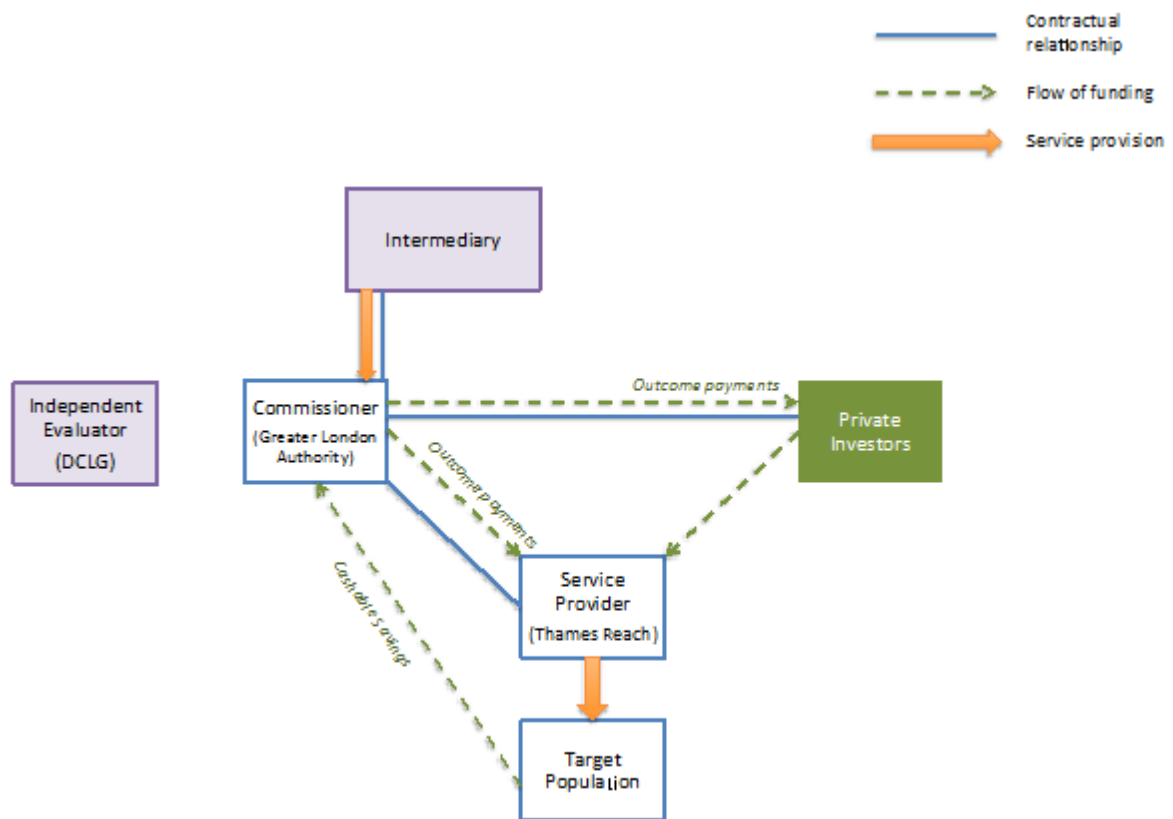 Contractual
relationship
Flow of funding
Service provision
Intermediary
Independent
Evaluator
(DCLG)
Commissioner
(Greater London
Authority)
Outcome payments
Private
Investors
Outcome payments
Cashable Savings
Service
Provider
(Thames Reach)
Target
Population